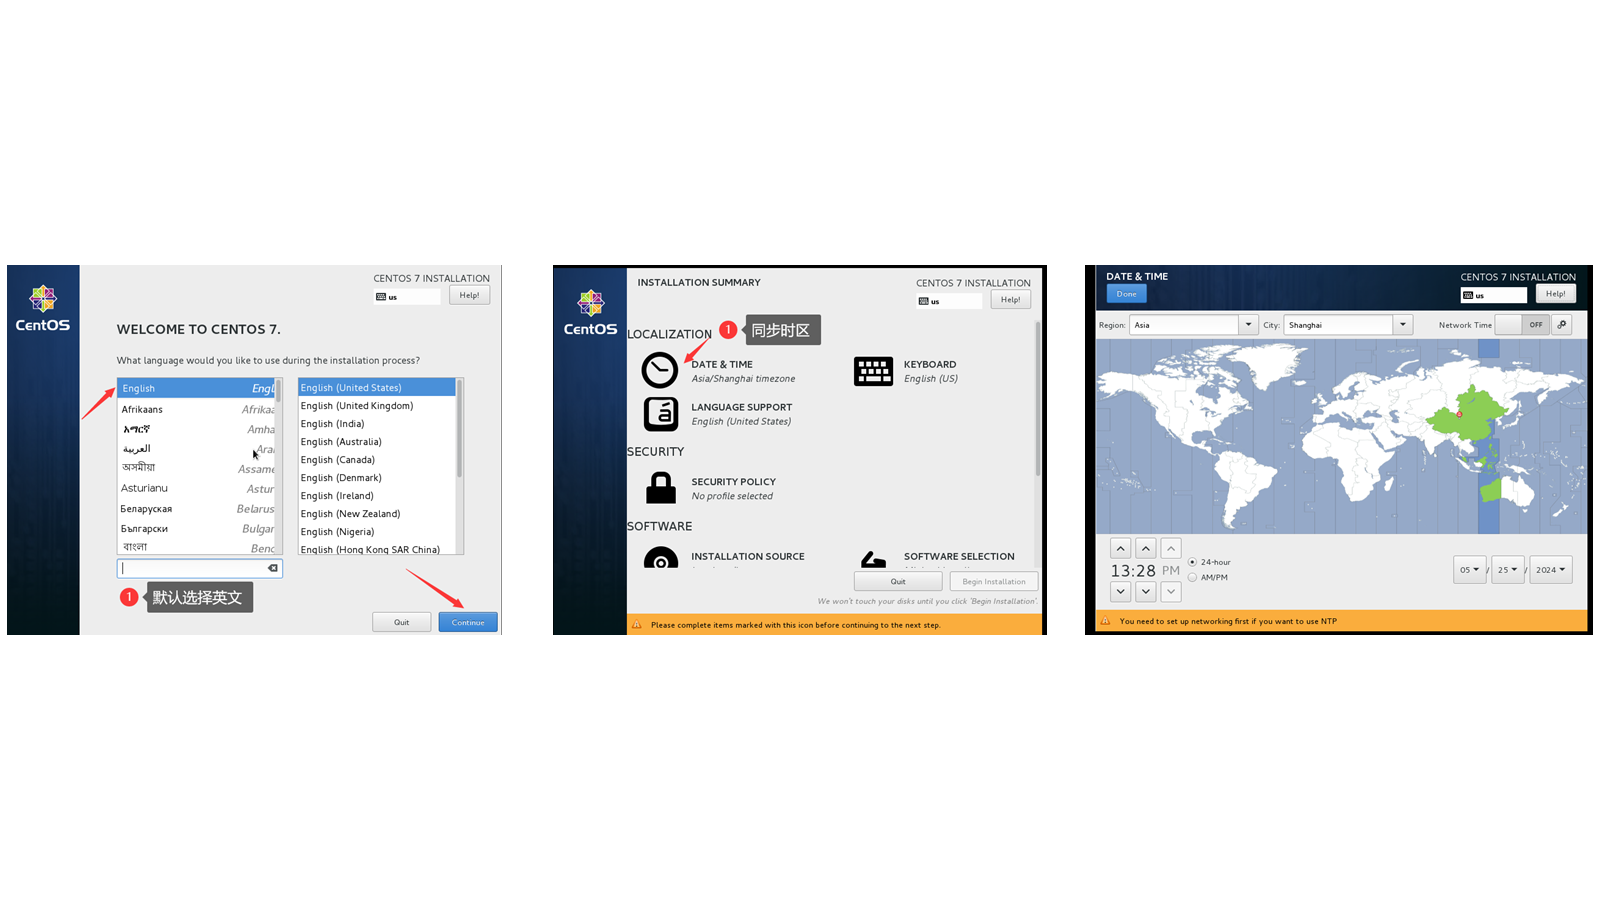 CentOS
CENTOS 7 INSTALLATION
us
Help!
WELCOME TO CENTOS 7.
What language would you like to use during the installation process?
English Engl
Afrikaans Afrikaa
አማርኛ Amha
العربية Ara
অসমীয়া Assame
Asturianu Astur
Беларуская Belarus
Български Bulgar
বাংলা Beng
English (United States)
English (United Kingdom)
English (India)
English (Australia)
English (Canada)
English (Denmark)
English (Ireland)
English (New Zealand)
English (Nigeria)
English (Hong Kong SAR China)
1 默认选择英文
Quit
Continue
CentOS
INSTALLATION SUMMARY
CENTOS 7 INSTALLATION
us
Help!
LOCALIZATION
1 同步时区
DATE & TIME
Asia/Shanghai timezone
KEYBOARD
English (US)
LANGUAGE SUPPORT
English (United States)
SECURITY
SECURITY POLICY
No profile selected
SOFTWARE
INSTALLATION SOURCE
SOFTWARE SELECTION
Quit
Begin Installation
We won't touch your disks until you click 'Begin Installation'.
Please complete items marked with this icon before continuing to the next step.
DATE & TIME
Done
CENTOS 7 INSTALLATION
us
Help!
Region: Asia City: Shanghai Network Time OFF
13:28 PM
24-hour
AM/PM
05 / 25 / 2024
You need to set up networking first if you want to use NTP